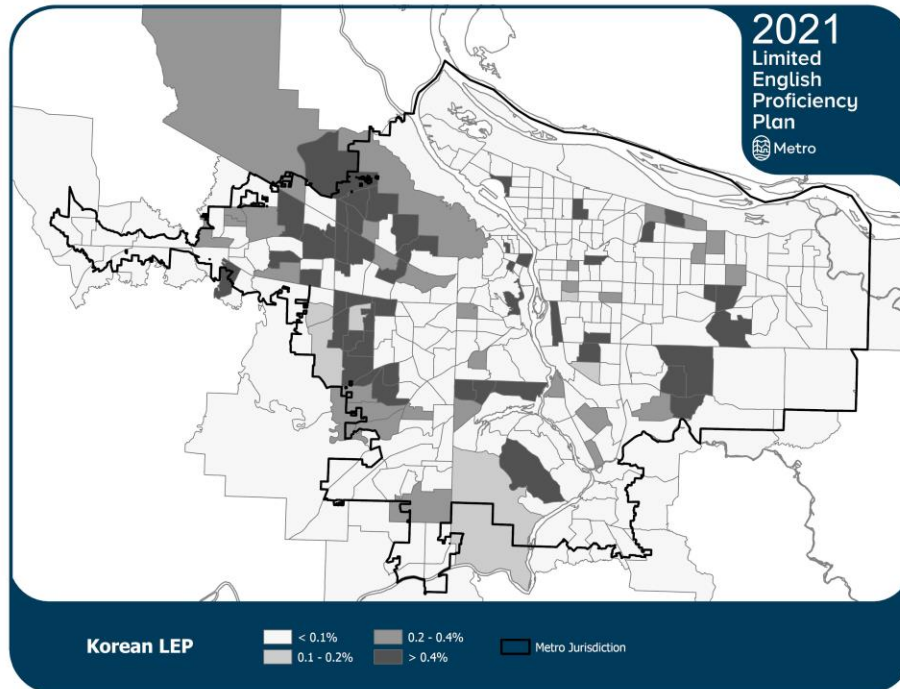 2021
Limited
English
Proficiency
Plan
Metro
Korean LEP
< 0.1%
0.1 - 0.2%
0.2 - 0.4%
> 0.4%
Metro Jurisdiction